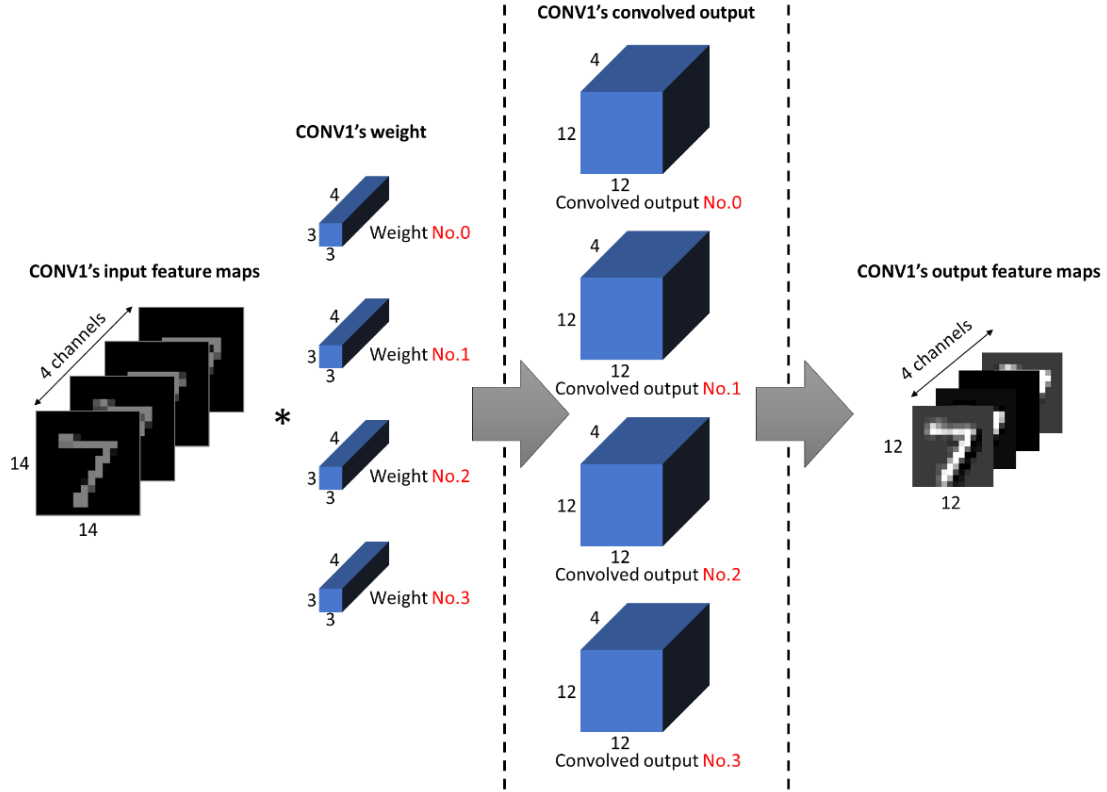 CONV1's input feature maps
4 channels
14
14
*
CONV1's weight
4
3
3
Weight No.0
4
3
3
Weight No.1
4
3
3
Weight No.2
4
3
3
Weight No.3
CONV1's convolved output
4
12
12
Convolved output No.0
4
12
12
Convolved output No.1
4
12
12
Convolved output No.2
4
12
12
Convolved output No.3
CONV1's output feature maps
4 channels
12
12